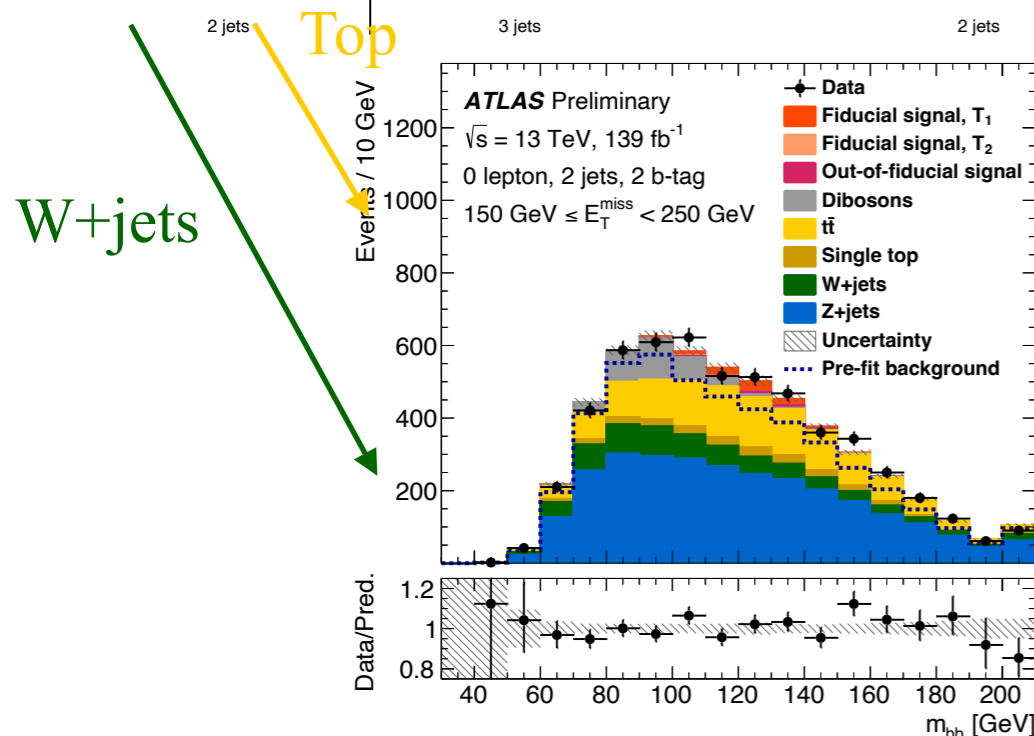 2 jets
Top
3 jets
2 jets
W+jets
Events / 10 GeV
1200
1000
800
600
400
200
ATLAS Preliminary
√s = 13 TeV, 139 fb⁻¹
0 lepton, 2 jets, 2 b-tag
150 GeV ≤ E_T^miss < 250 GeV
Data
Fiducial signal, T₁
Fiducial signal, T₂
Out-of-fiducial signal
Dibosons
tt̄
Single top
W+jets
Z+jets
Uncertainty
Pre-fit background
Data/Pred.
1.2
1
0.8
40 60 80 100 120 140 160 180 200
m_bb [GeV]